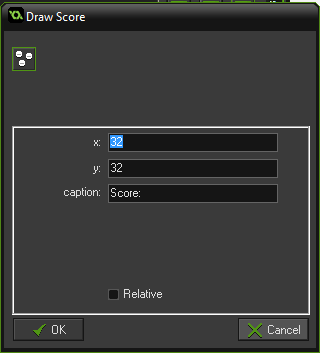 Draw Score
x: 32
y: 32
caption: Score:
Relative
OK Cancel